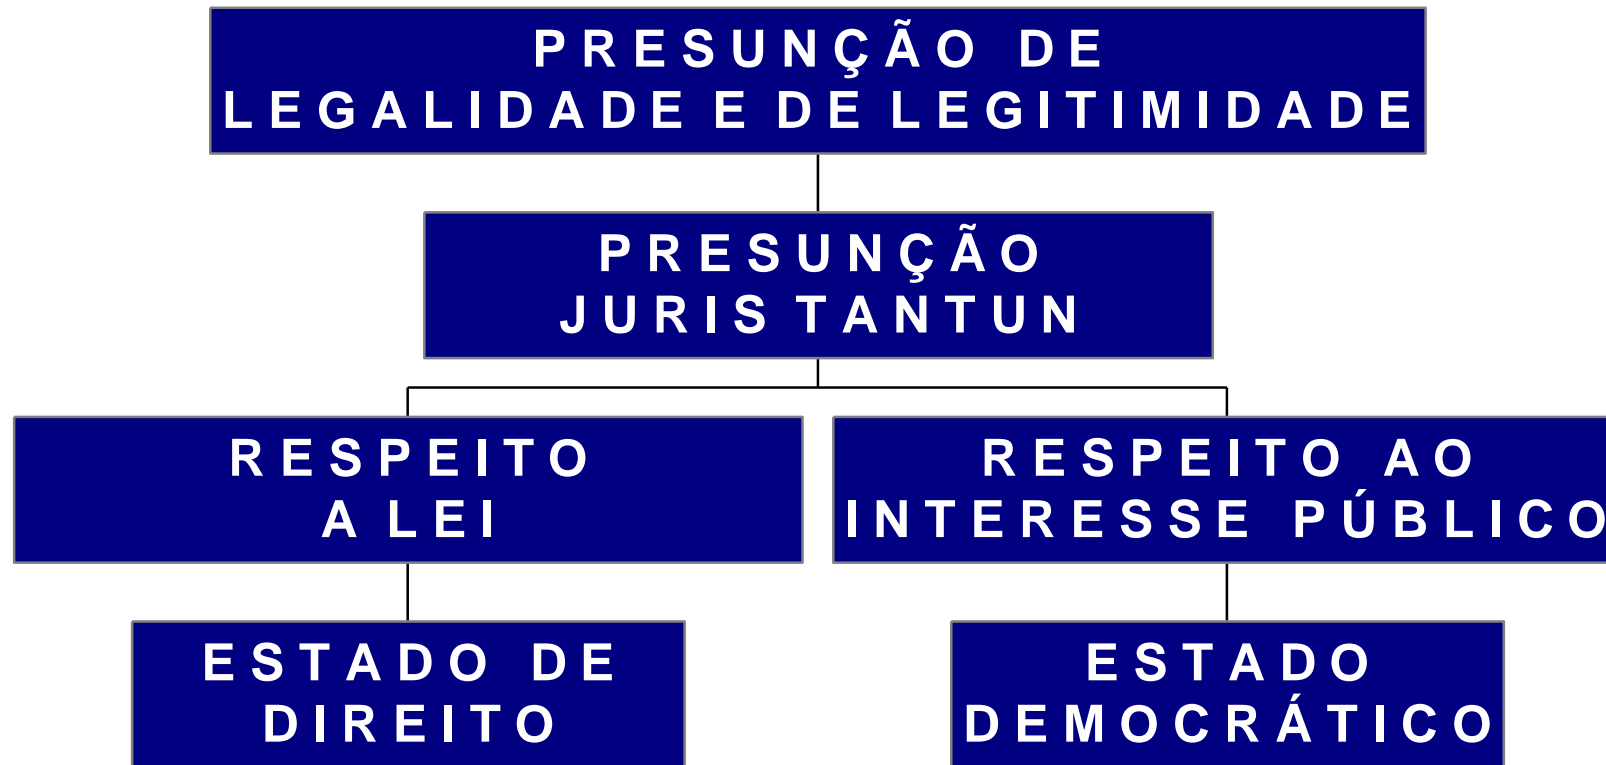 PRESUNÇÃO DE
LEGALIDADE E DE LEGITIMIDADE
PRESUNÇÃO
JURIS TANTUN
RESPEITO
A LEI
RESPEITO AO
INTERESSE PÚBLICO
ESTADO DE
DIREITO
ESTADO
DEMOCRÁTICO